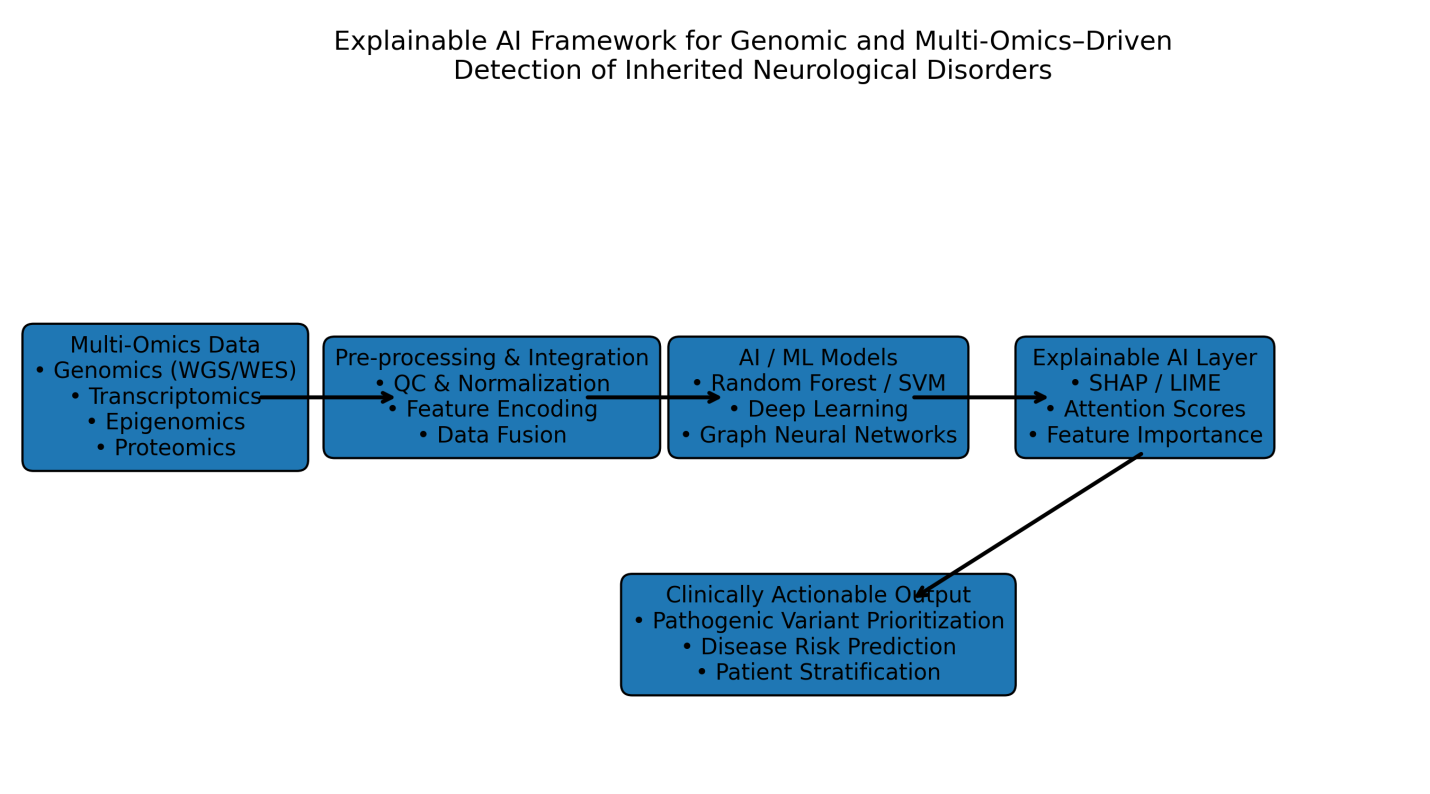 Explainable AI Framework for Genomic and Multi-Omics–Driven
Detection of Inherited Neurological Disorders
Multi-Omics Data
• Genomics (WGS/WES)
• Transcriptomics
• Epigenomics
• Proteomics
Pre-processing & Integration
• QC & Normalization
• Feature Encoding
• Data Fusion
AI / ML Models
• Random Forest / SVM
• Deep Learning
• Graph Neural Networks
Explainable AI Layer
• SHAP / LIME
• Attention Scores
• Feature Importance
Clinically Actionable Output
• Pathogenic Variant Prioritization
• Disease Risk Prediction
• Patient Stratification